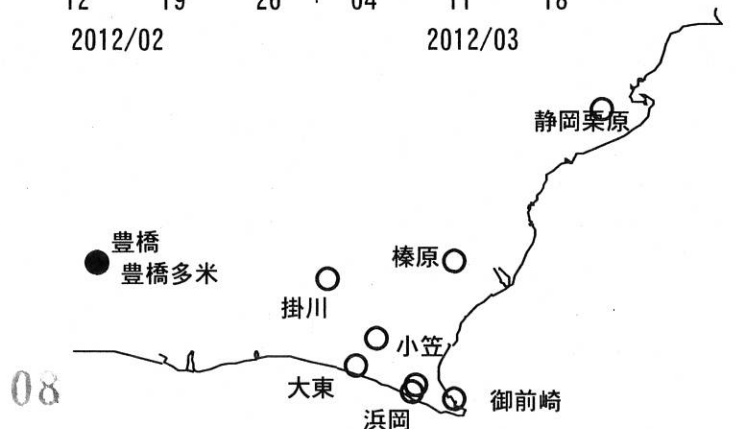 12 19 26 04 11 18
2012/02 2012/03
静岡栗原
豊橋
豊橋多米
榛原
掛川
小笠
大東
御前崎
浜岡
08